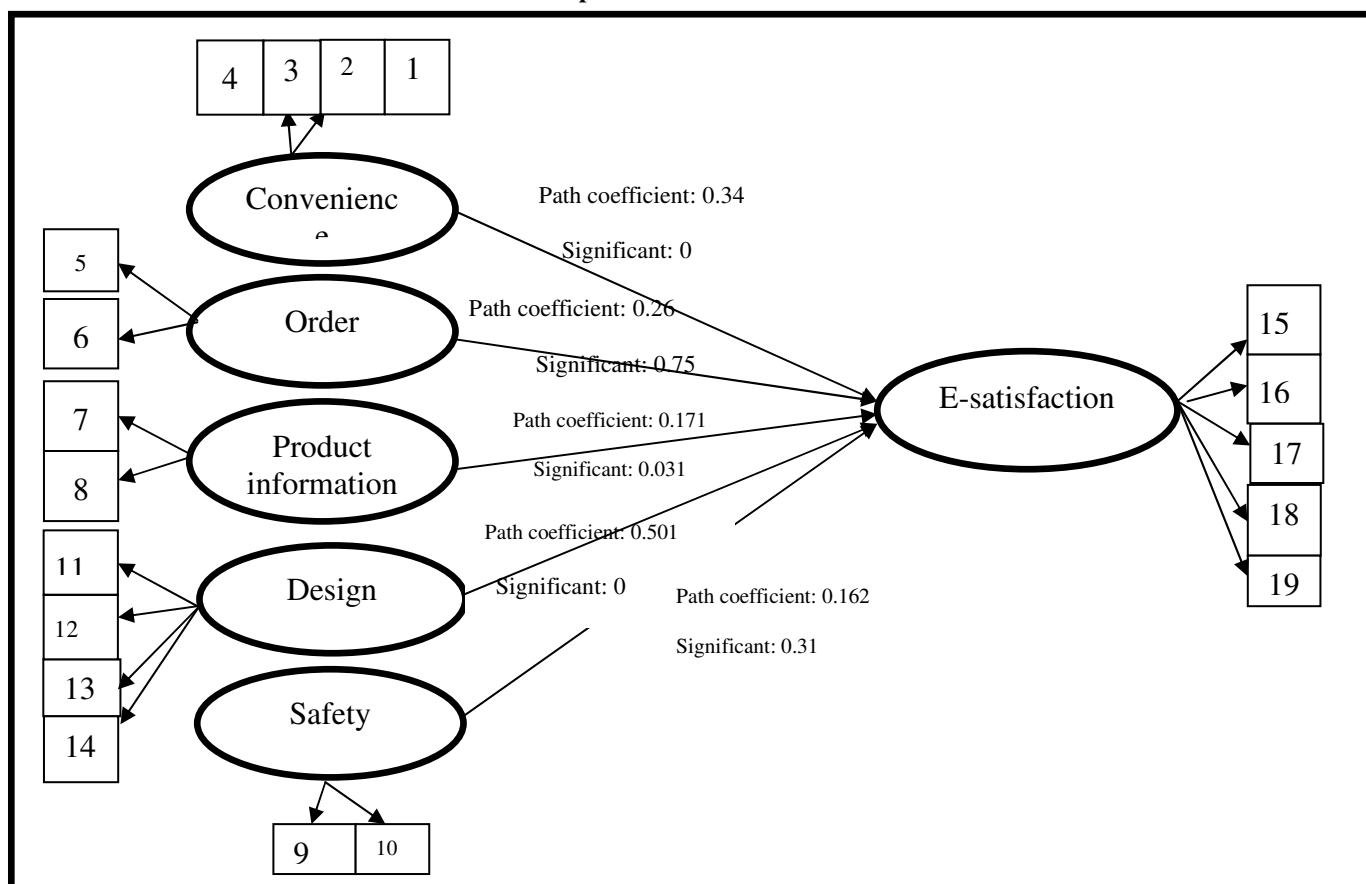 4 3 2 1
Convenienc
e
Path coefficient: 0.34
Significant: 0
5
6
Order
Path coefficient: 0.26
Significant: 0.75
7
8
Product
information
Path coefficient: 0.171
Significant: 0.031
E-satisfaction
15
16
17
18
19
11
12
13
14
Design
Path coefficient: 0.501
Significant: 0
Path coefficient: 0.162
Significant: 0.31
Safety
9 10